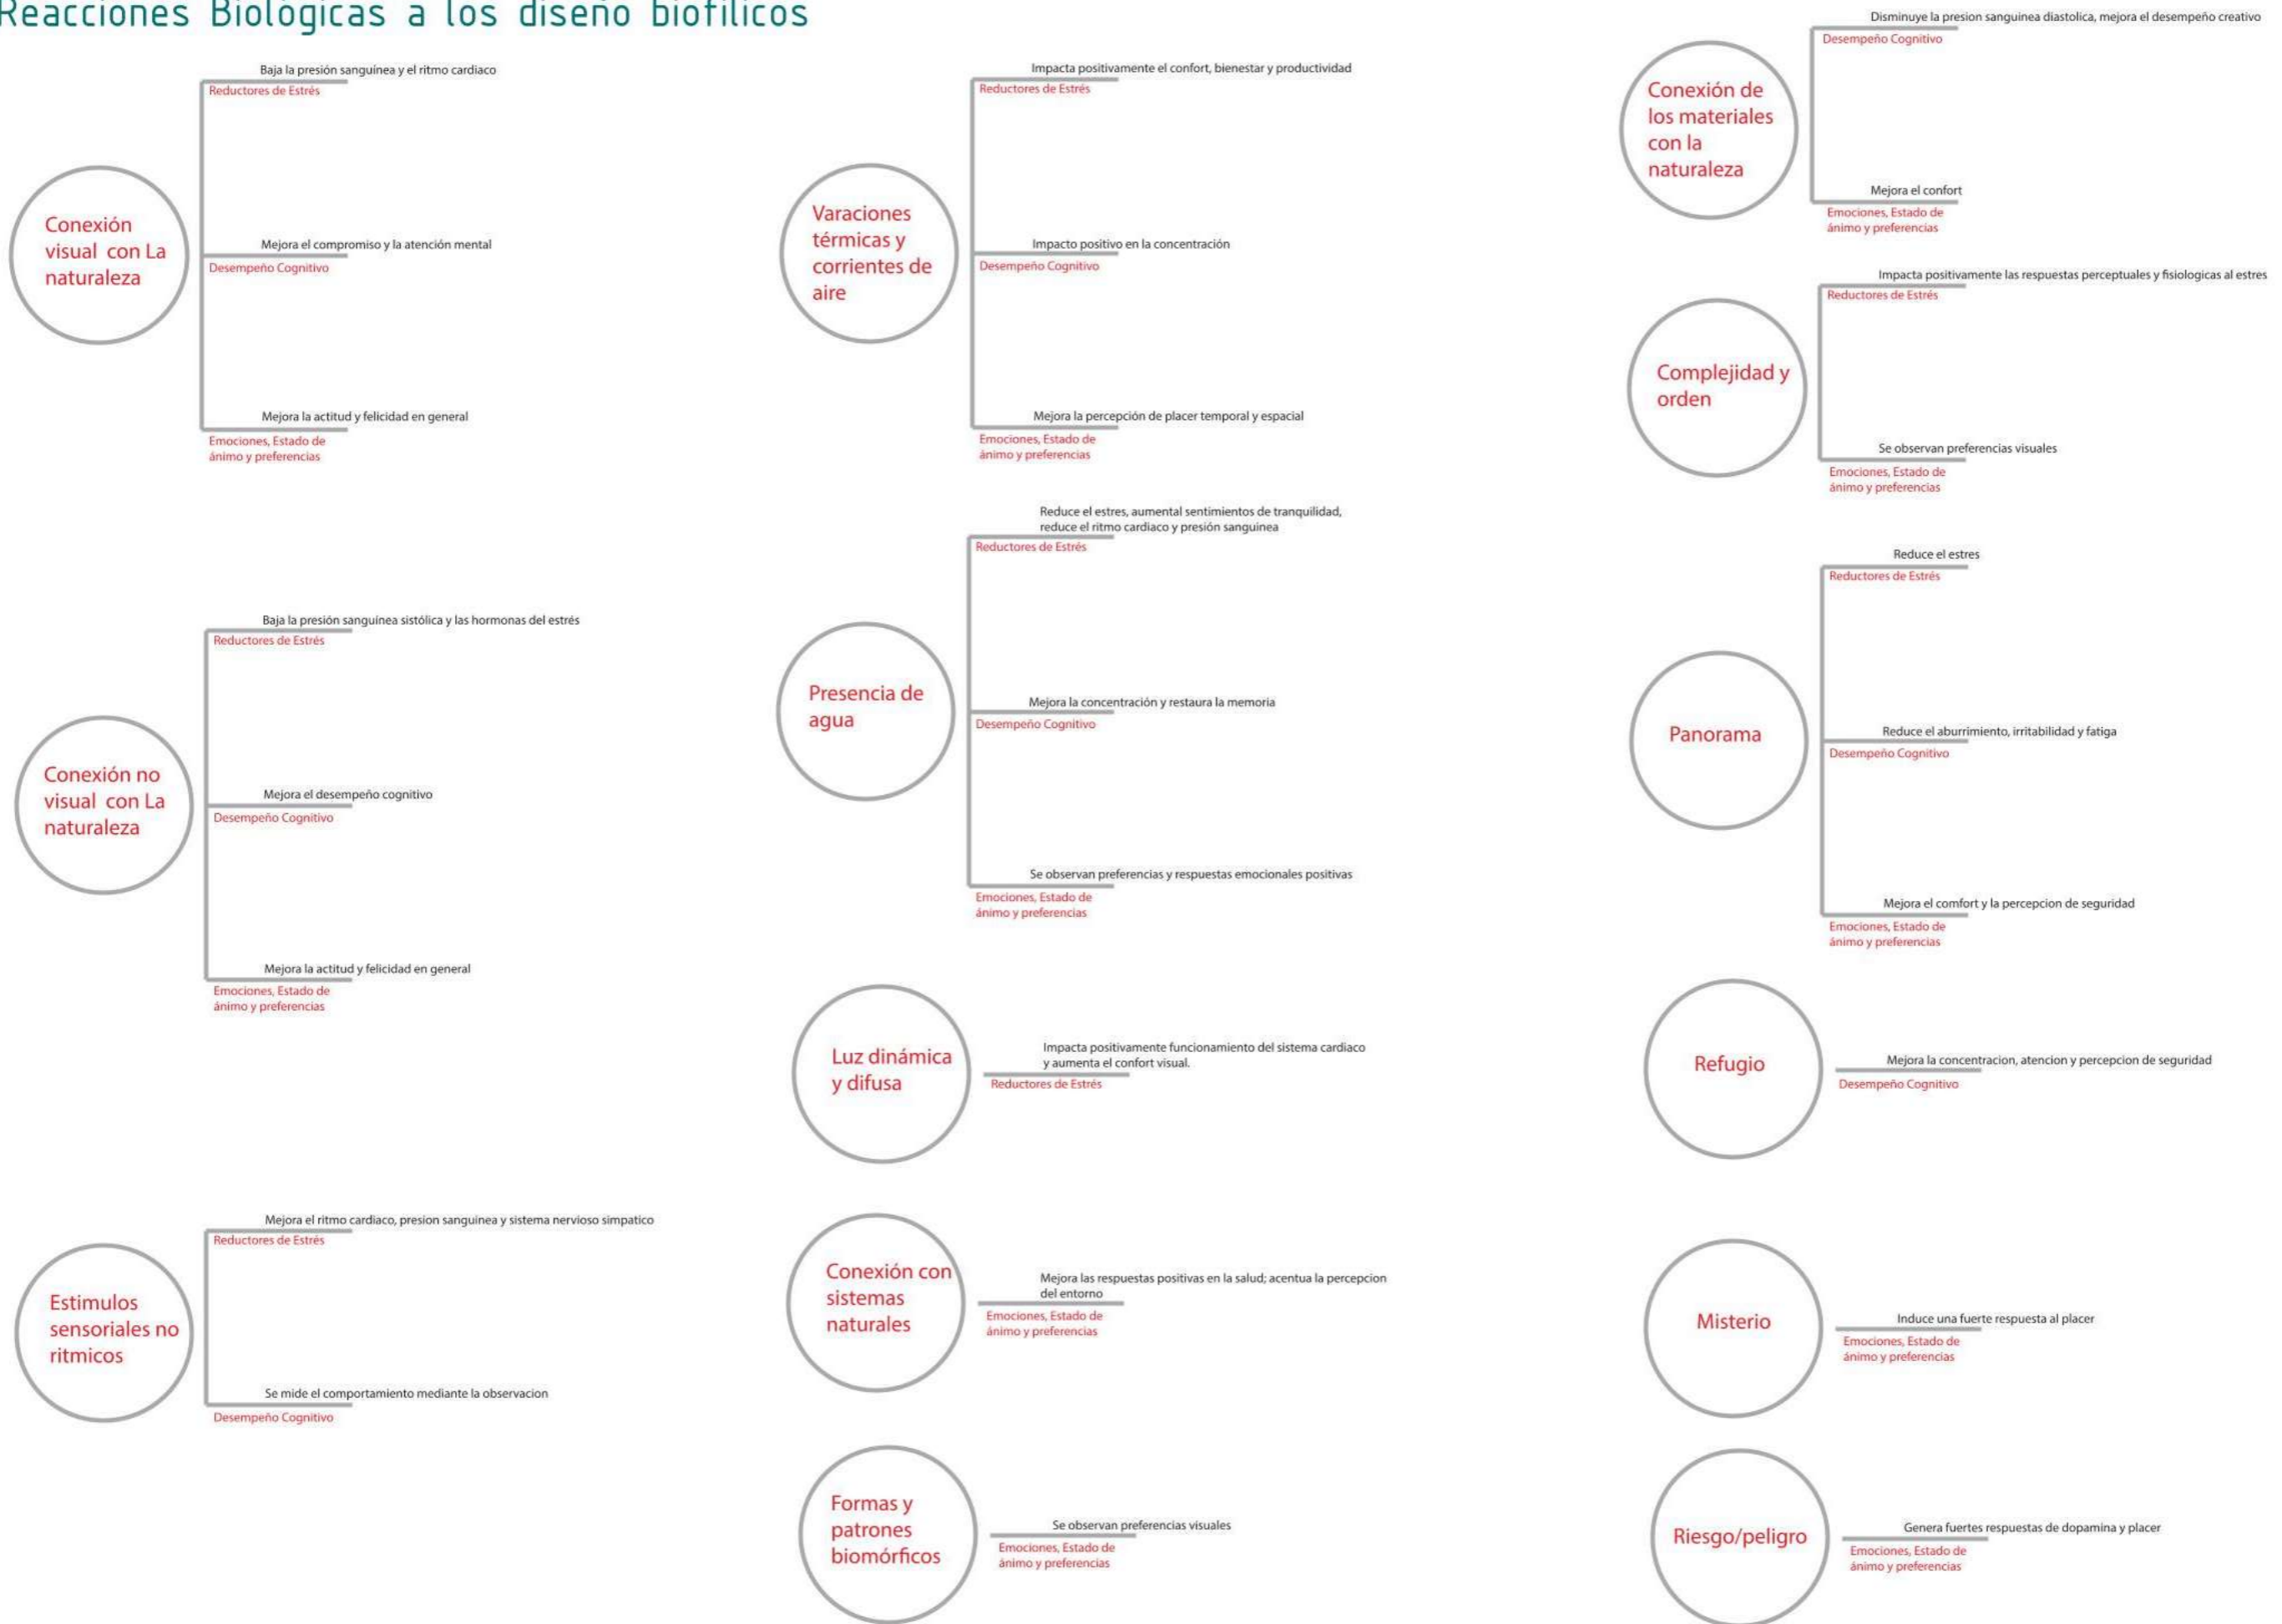 Reacciones Biológicas a los diseño biofílicos
Conexión
visual con La
naturaleza
Baja la presión sanguínea y el ritmo cardiaco
Reductores de Estrés
Mejora el compromiso y la atención mental
Desempeño Cognitivo
Mejora la actitud y felicidad en general
Emociones, Estado de
ánimo y preferencias
Conexión no
visual con La
naturaleza
Baja la presión sanguínea sistólica y las hormonas del estrés
Reductores de Estrés
Mejora el desempeño cognitivo
Desempeño Cognitivo
Mejora la actitud y felicidad en general
Emociones, Estado de
ánimo y preferencias
Estimulos
sensoriales no
ritmicos
Mejora el ritmo cardiaco, presion sanguinea y sistema nervioso simpatico
Reductores de Estrés
Se mide el comportamiento mediante la observacion
Desempeño Cognitivo
Varaciones
térmicas y
corrientes de
aire
Impacta positivamente el confort, bienestar y productividad
Reductores de Estrés
Impacto positivo en la concentración
Desempeño Cognitivo
Mejora la percepción de placer temporal y espacial
Emociones, Estado de
ánimo y preferencias
Presencia de
agua
Reduce el estres, aumental sentimientos de tranquilidad,
reduce el ritmo cardiaco y presión sanguinea
Reductores de Estrés
Mejora la concentración y restaura la memoria
Desempeño Cognitivo
Se observan preferencias y respuestas emocionales positivas
Emociones, Estado de
ánimo y preferencias
Luz dinámica
y difusa
Impacta positivamente funcionamiento del sistema cardiaco
y aumenta el confort visual.
Reductores de Estrés
Conexión con
sistemas
naturales
Mejora las respuestas positivas en la salud; acentua la percepcion
del entorno
Emociones, Estado de
ánimo y preferencias
Formas y
patrones
biomórficos
Se observan preferencias visuales
Emociones, Estado de
ánimo y preferencias
Conexión de
los materiales
con la
naturaleza
Disminuye la presion sanguinea diastolica, mejora el desempeño creativo
Desempeño Cognitivo
Mejora el confort
Emociones, Estado de
ánimo y preferencias
Complejidad y
orden
Impacta positivamente las respuestas perceptuales y fisiologicas al estres
Reductores de Estrés
Se observan preferencias visuales
Emociones, Estado de
ánimo y preferencias
Panorama
Reduce el estres
Reductores de Estrés
Reduce el aburrimiento, irritabilidad y fatiga
Desempeño Cognitivo
Mejora el comfort y la percepcion de seguridad
Emociones, Estado de
ánimo y preferencias
Refugio
Mejora la concentracion, atencion y percepcion de seguridad
Desempeño Cognitivo
Misterio
Induce una fuerte respuesta al placer
Emociones, Estado de
ánimo y preferencias
Riesgo/peligro
Genera fuertes respuestas de dopamina y placer
Emociones, Estado de
ánimo y preferencias